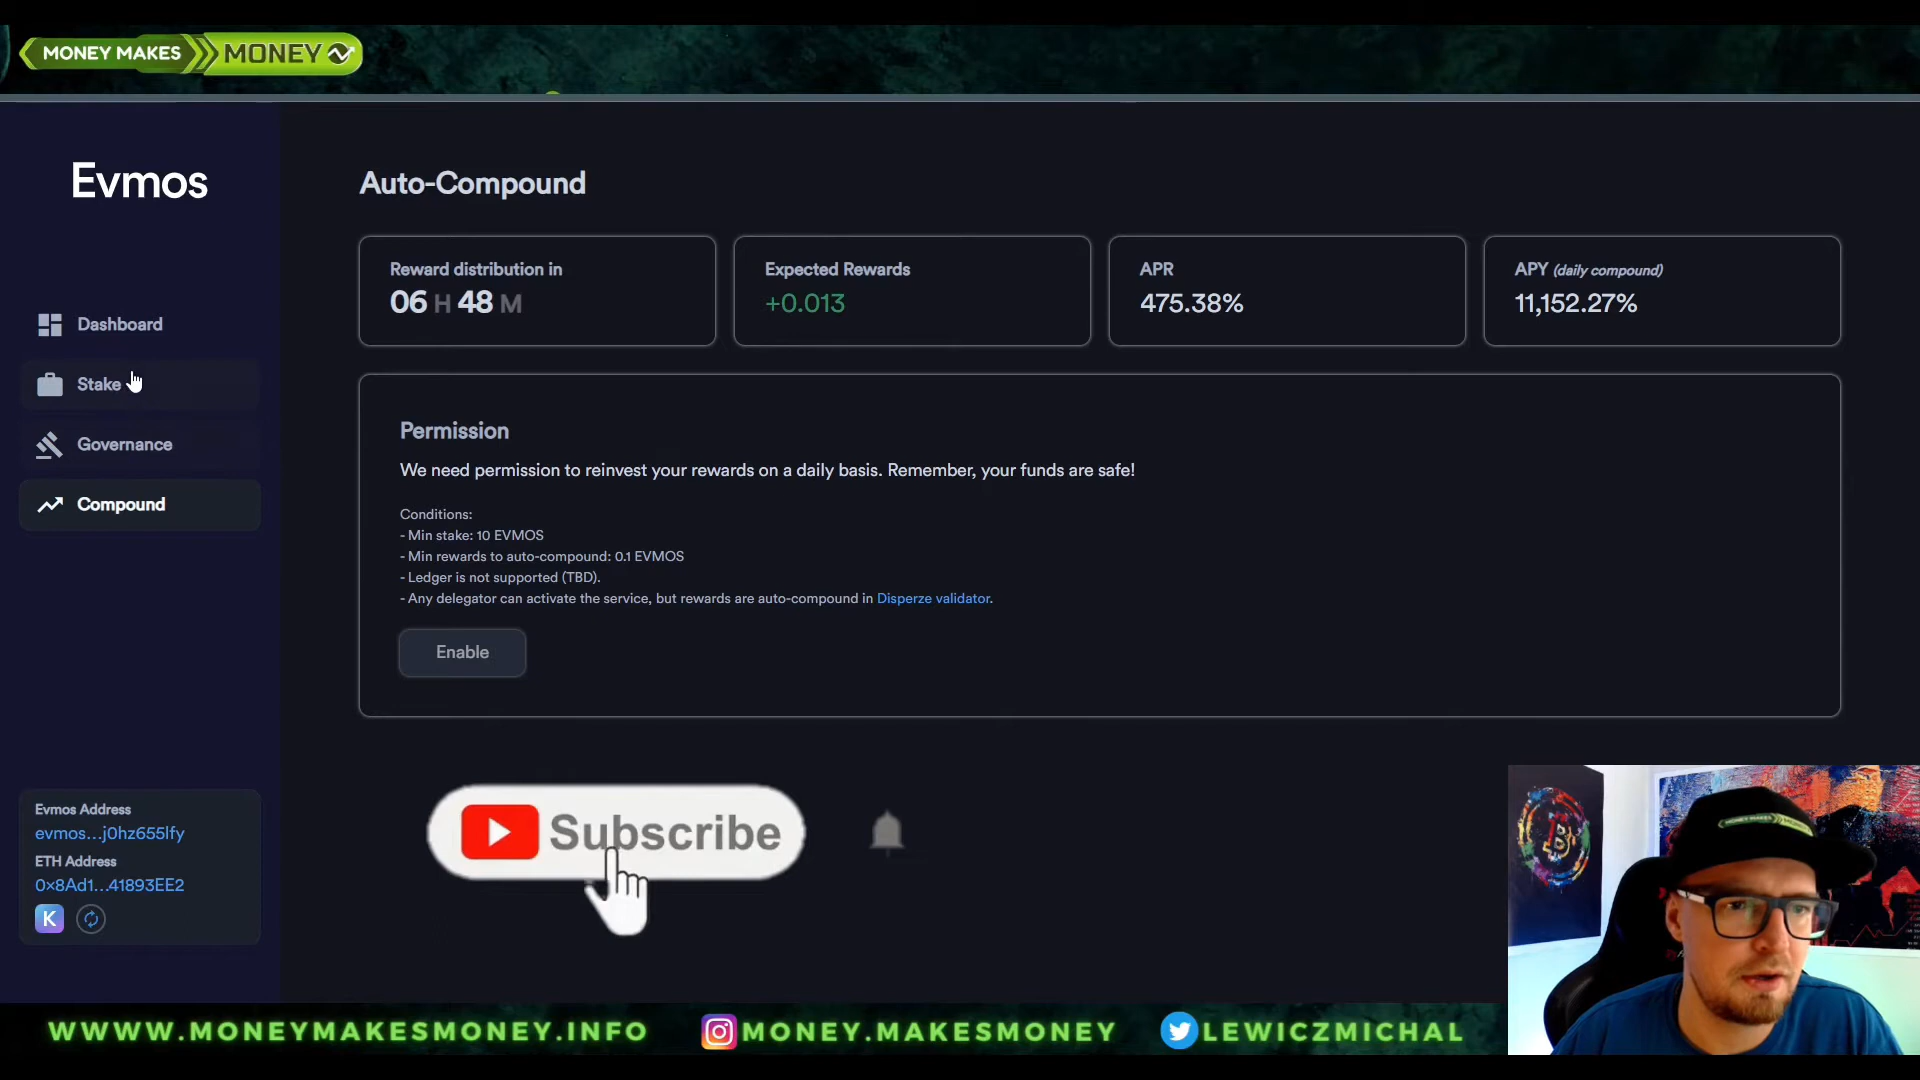 MONEY MAKES MONEY
Evmos
Dashboard
Stake
Governance
Compound
Evmos Address
evmos...j0hz655lfy
ETH Address
0x8Ad1...41893EE2
K
Auto-Compound
Reward distribution in
06 H 48 M
Expected Rewards
+0.013
APR
475.38%
APY (daily compound)
11,152.27%
Permission
We need permission to reinvest your rewards on a daily basis. Remember, your funds are safe!
Conditions:
- Min stake: 10 EVMOS
- Min rewards to auto-compound: 0.1 EVMOS
- Ledger is not supported (TBD).
- Any delegator can activate the service, but rewards are auto-compound in Disperze validator.
Enable
Subscribe
WWWW.MONEYMAKESMONEY.INFO
MONEY.MAKESMONEY
LEWICZMICHAL